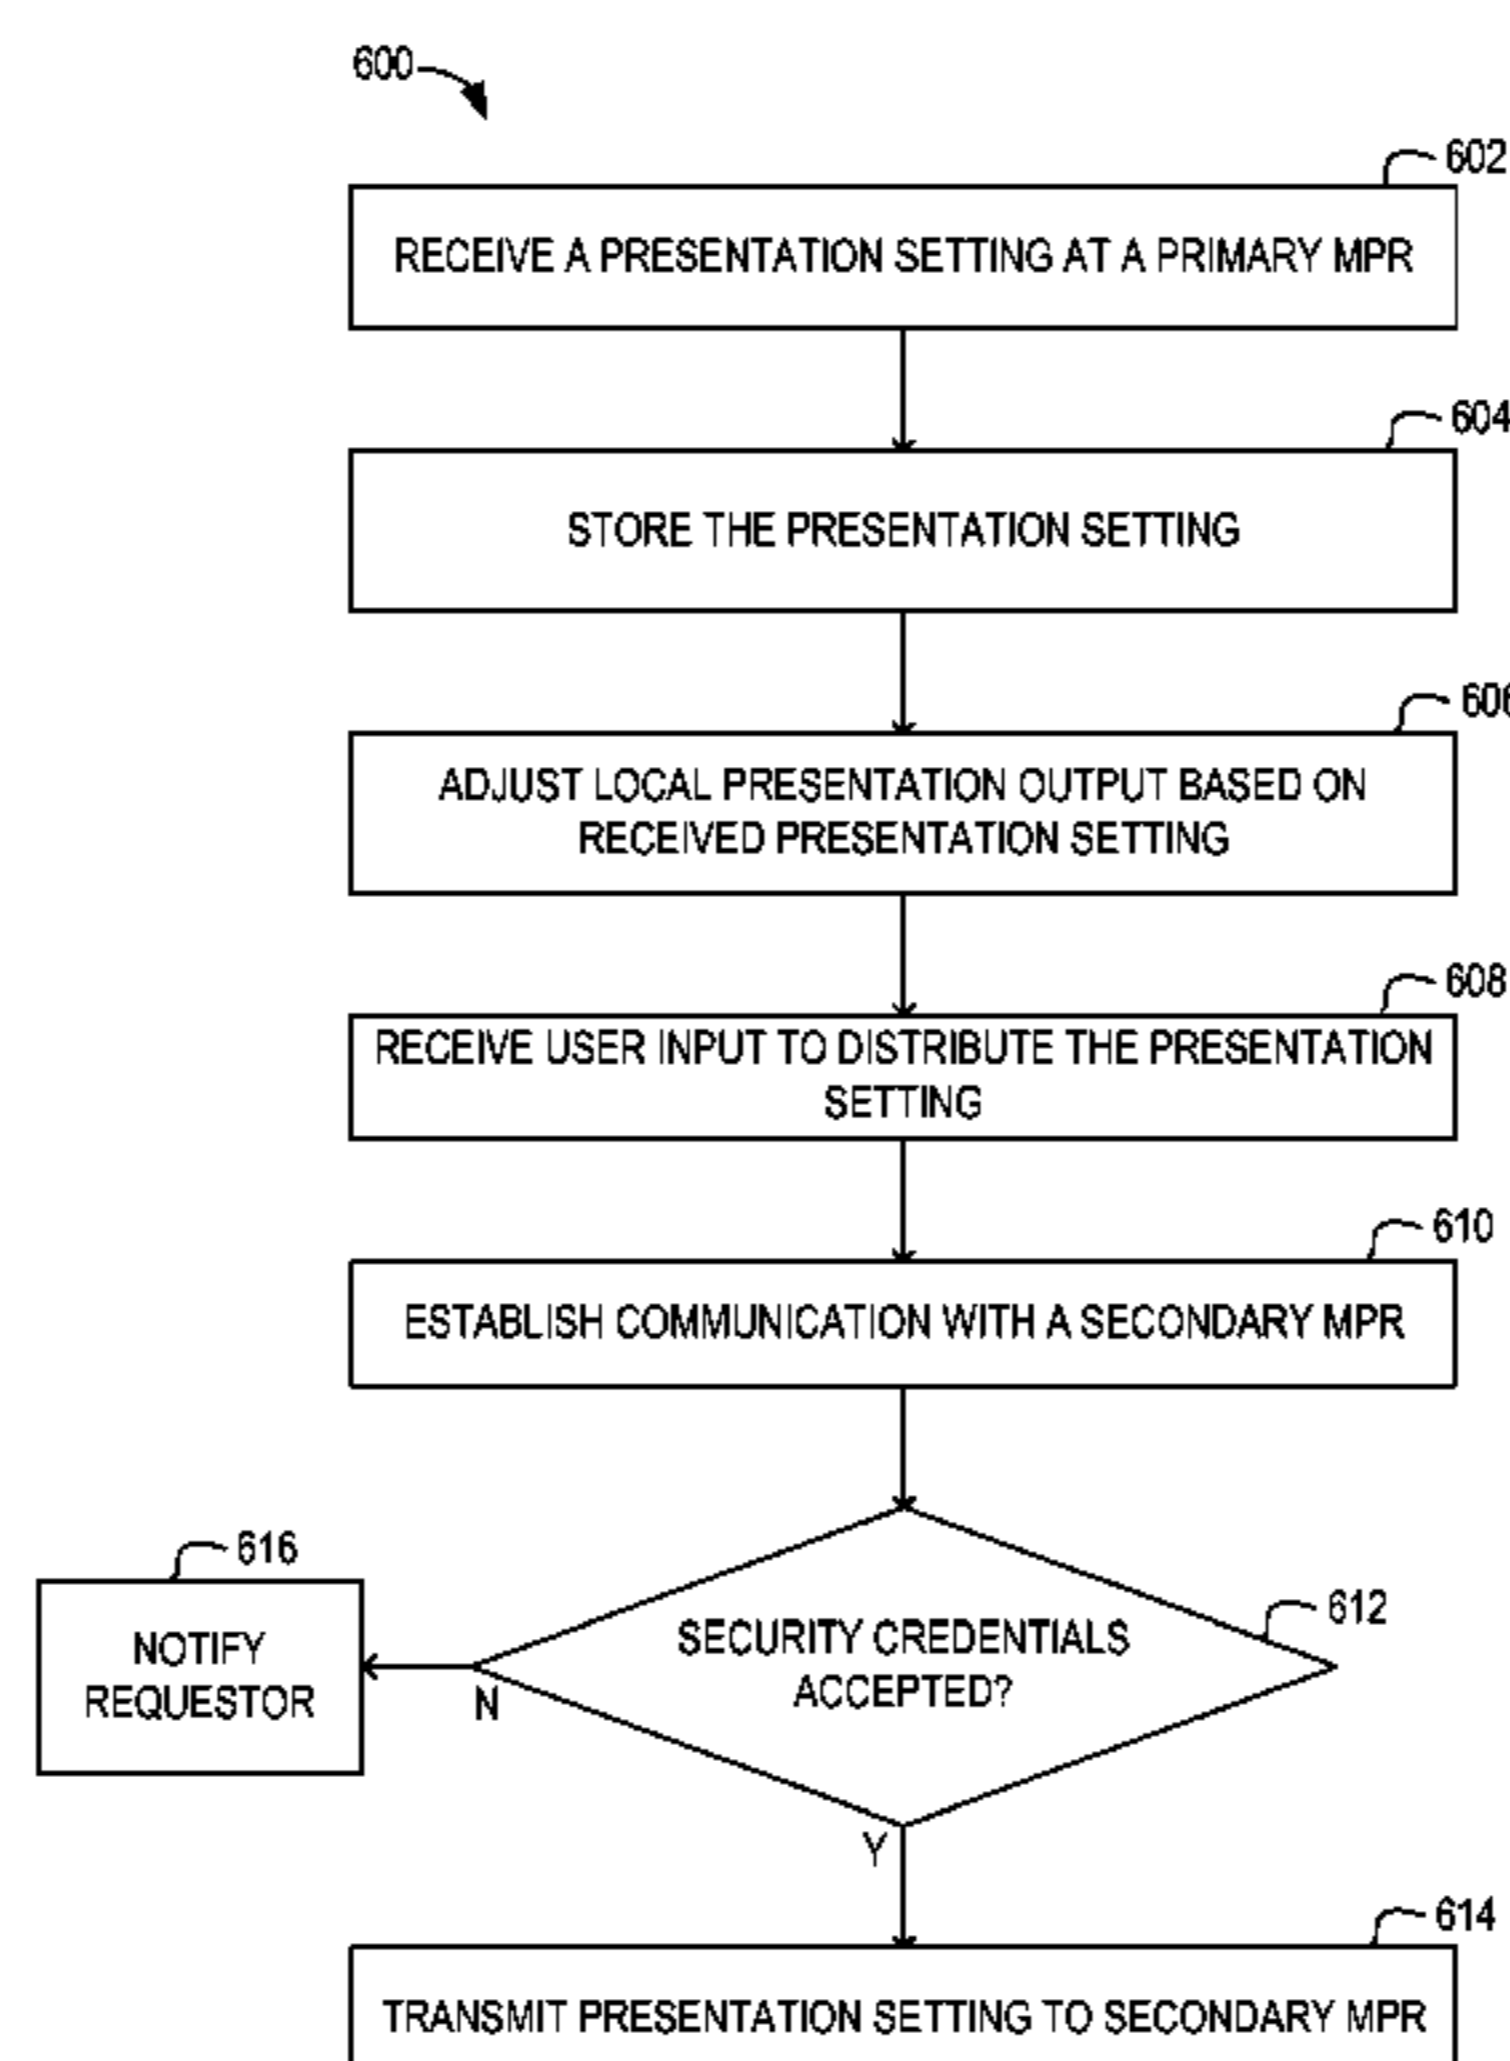 600
602
RECEIVE A PRESENTATION SETTING AT A PRIMARY MPR
604
STORE THE PRESENTATION SETTING
606
ADJUST LOCAL PRESENTATION OUTPUT BASED ON
RECEIVED PRESENTATION SETTING
608
RECEIVE USER INPUT TO DISTRIBUTE THE PRESENTATION
SETTING
610
ESTABLISH COMMUNICATION WITH A SECONDARY MPR
616
NOTIFY
REQUESTOR
612
SECURITY CREDENTIALS
ACCEPTED?
N
Y
614
TRANSMIT PRESENTATION SETTING TO SECONDARY MPR